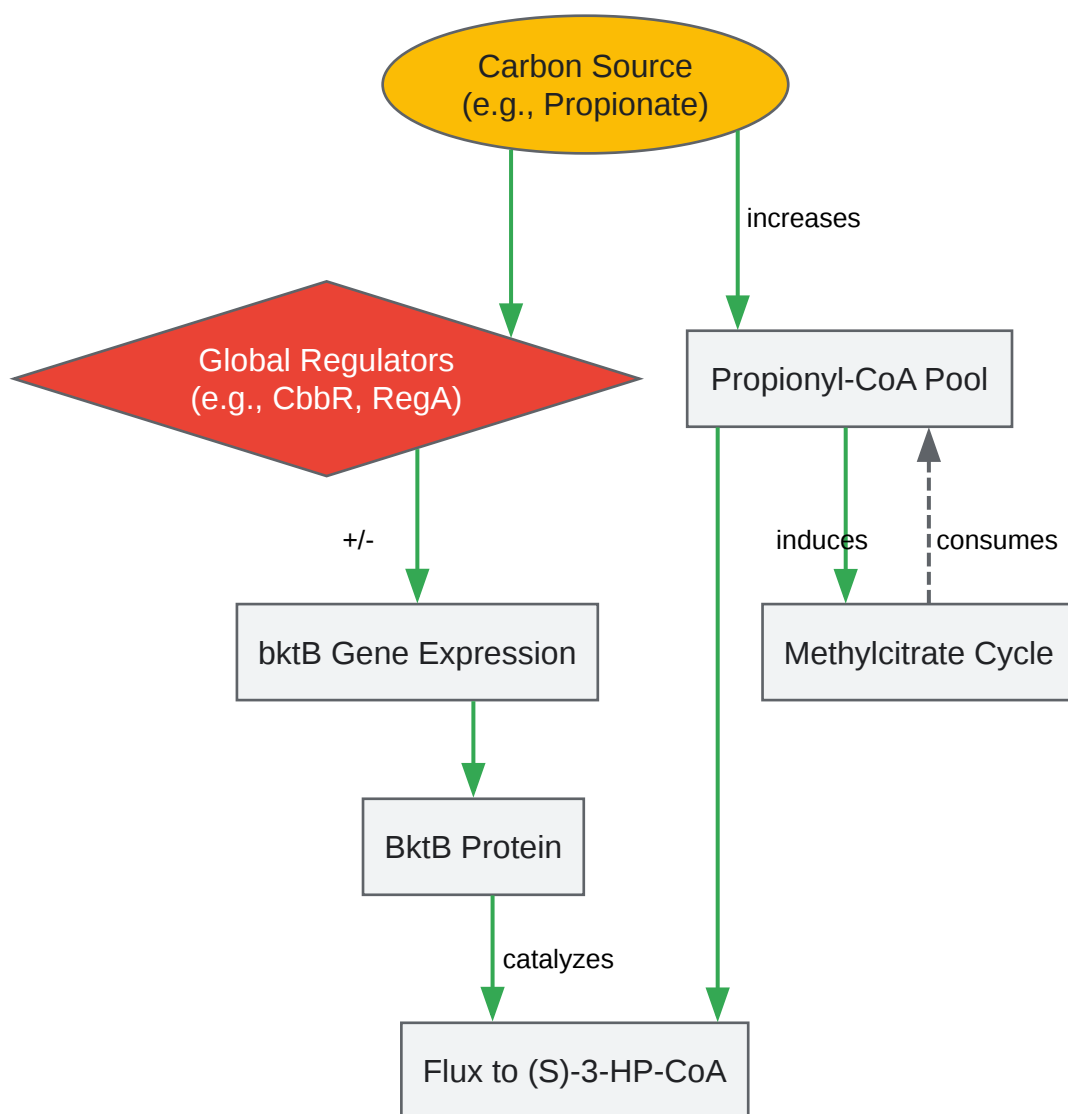 Carbon Source
(e.g., Propionate)
increases
Global Regulators
(e.g., CbbR, RegA)
Propionyl-CoA Pool
+/-
induces
consumes
bktB Gene Expression
Methylcitrate Cycle
BktB Protein
catalyzes
Flux to (S)-3-HP-CoA